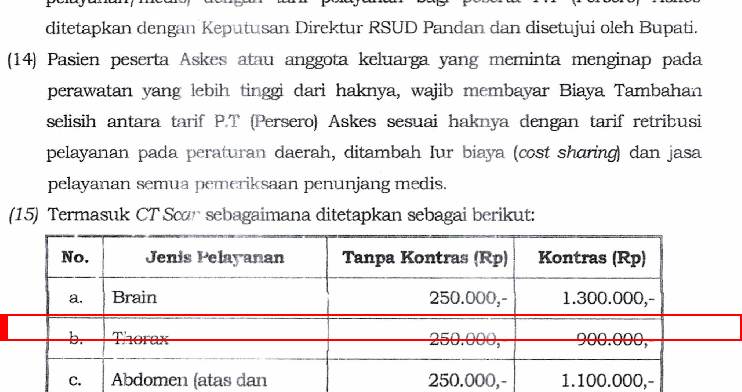 ditetapkan dengan Keputusan Direktur RSUD Pandan dan disetujui oleh Bupati.
(14) Pasien peserta Askes atau anggota keluarga yang meminta menginap pada
perawatan yang lebih tinggi dari haknya, wajib membayar Biaya Tambahan
selisih antara tarif P.T (Persero) Askes sesuai haknya dengan tarif retribusi
pelayanan pada peraturan daerah, ditambah Iur biaya (cost sharing) dan jasa
pelayanan semua pemeriksaan penunjang medis.
(15) Termasuk CT Scan sebagaimana ditetapkan sebagai berikut:
No. Jenis Pelayanan Tanpa Kontras (Rp) Kontras (Rp)
a. Brain 250.000,- 1.300.000,-
b. Thorax 250.000, 900.000,
c. Abdomen (atas dan 250.000,- 1.100.000,-